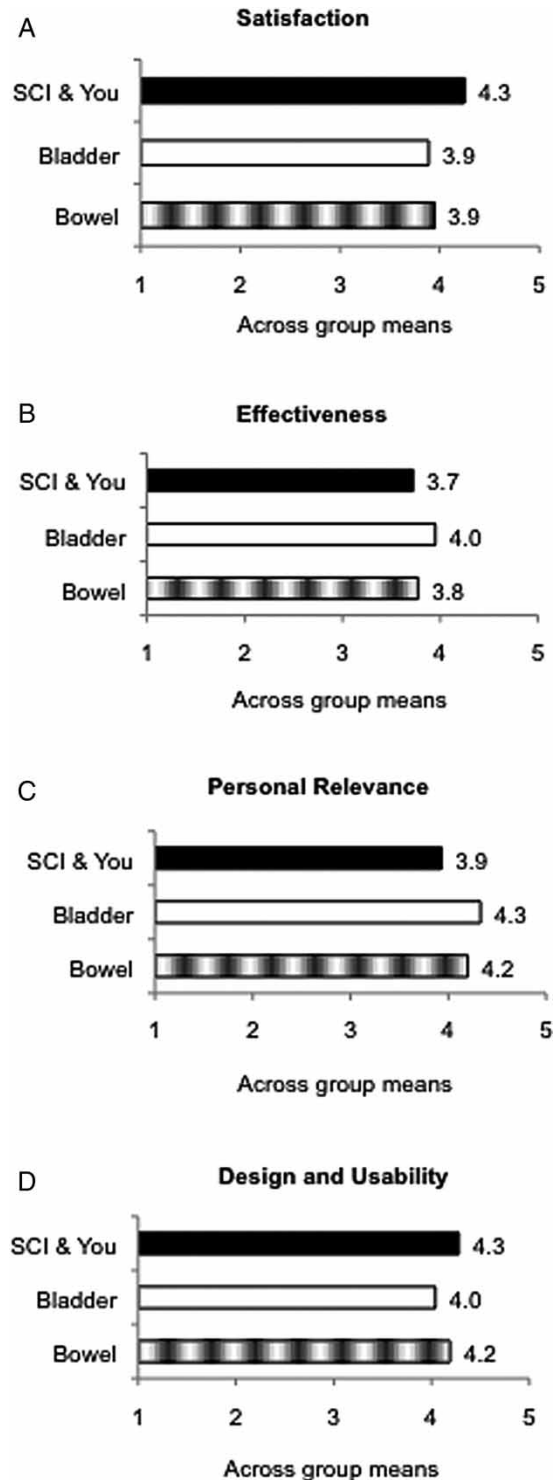 A
Satisfaction
SCI & You 4.3
Bladder 3.9
Bowel 3.9
1 2 3 4 5
Across group means
B
Effectiveness
SCI & You 3.7
Bladder 4.0
Bowel 3.8
1 2 3 4 5
Across group means
C
Personal Relevance
SCI & You 3.9
Bladder 4.3
Bowel 4.2
1 2 3 4 5
Across group means
D
Design and Usability
SCI & You 4.3
Bladder 4.0
Bowel 4.2
1 2 3 4 5
Across group means